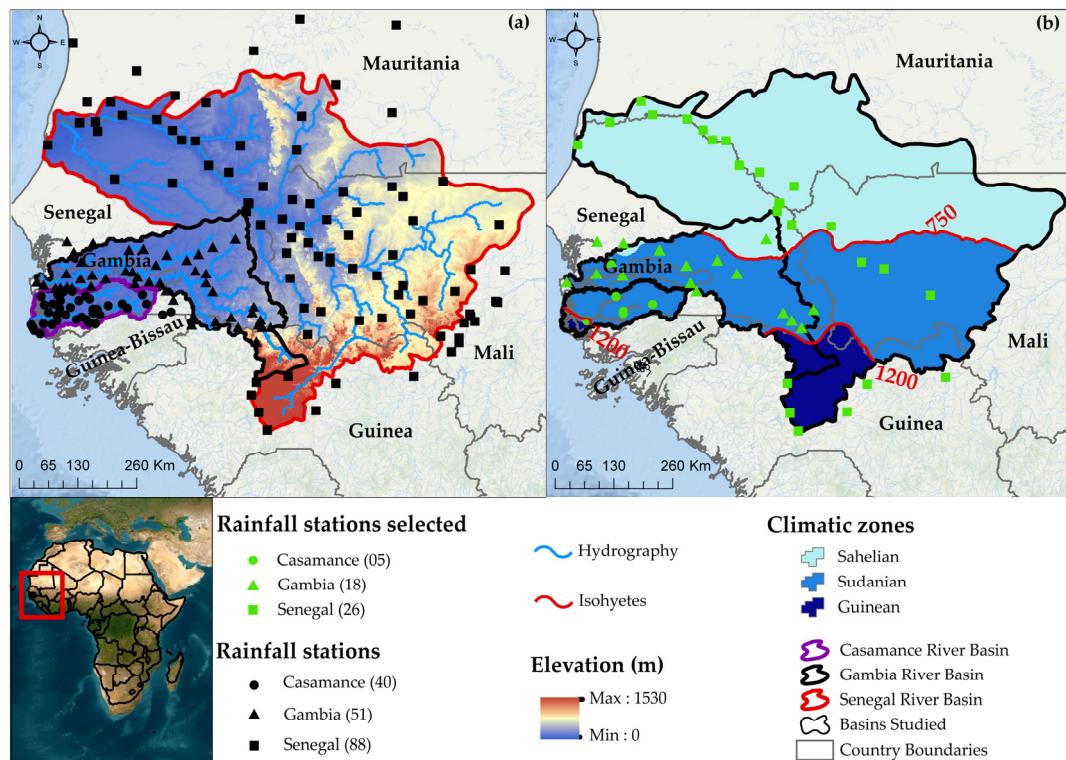 (a)
N
W E
S
Mauritania
Senegal
Gambia
Guinea-Bissau
Mali
Guinea
0 65 130 260 Km
(b)
N
W E
S
Mauritania
750
Senegal
Gambia
1200
Guinea-Bissau
Mali
1200
Guinea
0 65 130 260 Km
Rainfall stations selected
Casamance (05)
Gambia (18)
Senegal (26)
Rainfall stations
Casamance (40)
Gambia (51)
Senegal (88)
Hydrography
Isohyetes
Elevation (m)
Max : 1530
Min : 0
Climatic zones
Sahelian
Sudanian
Guinean
Casamance River Basin
Gambia River Basin
Senegal River Basin
Basins Studied
Country Boundaries